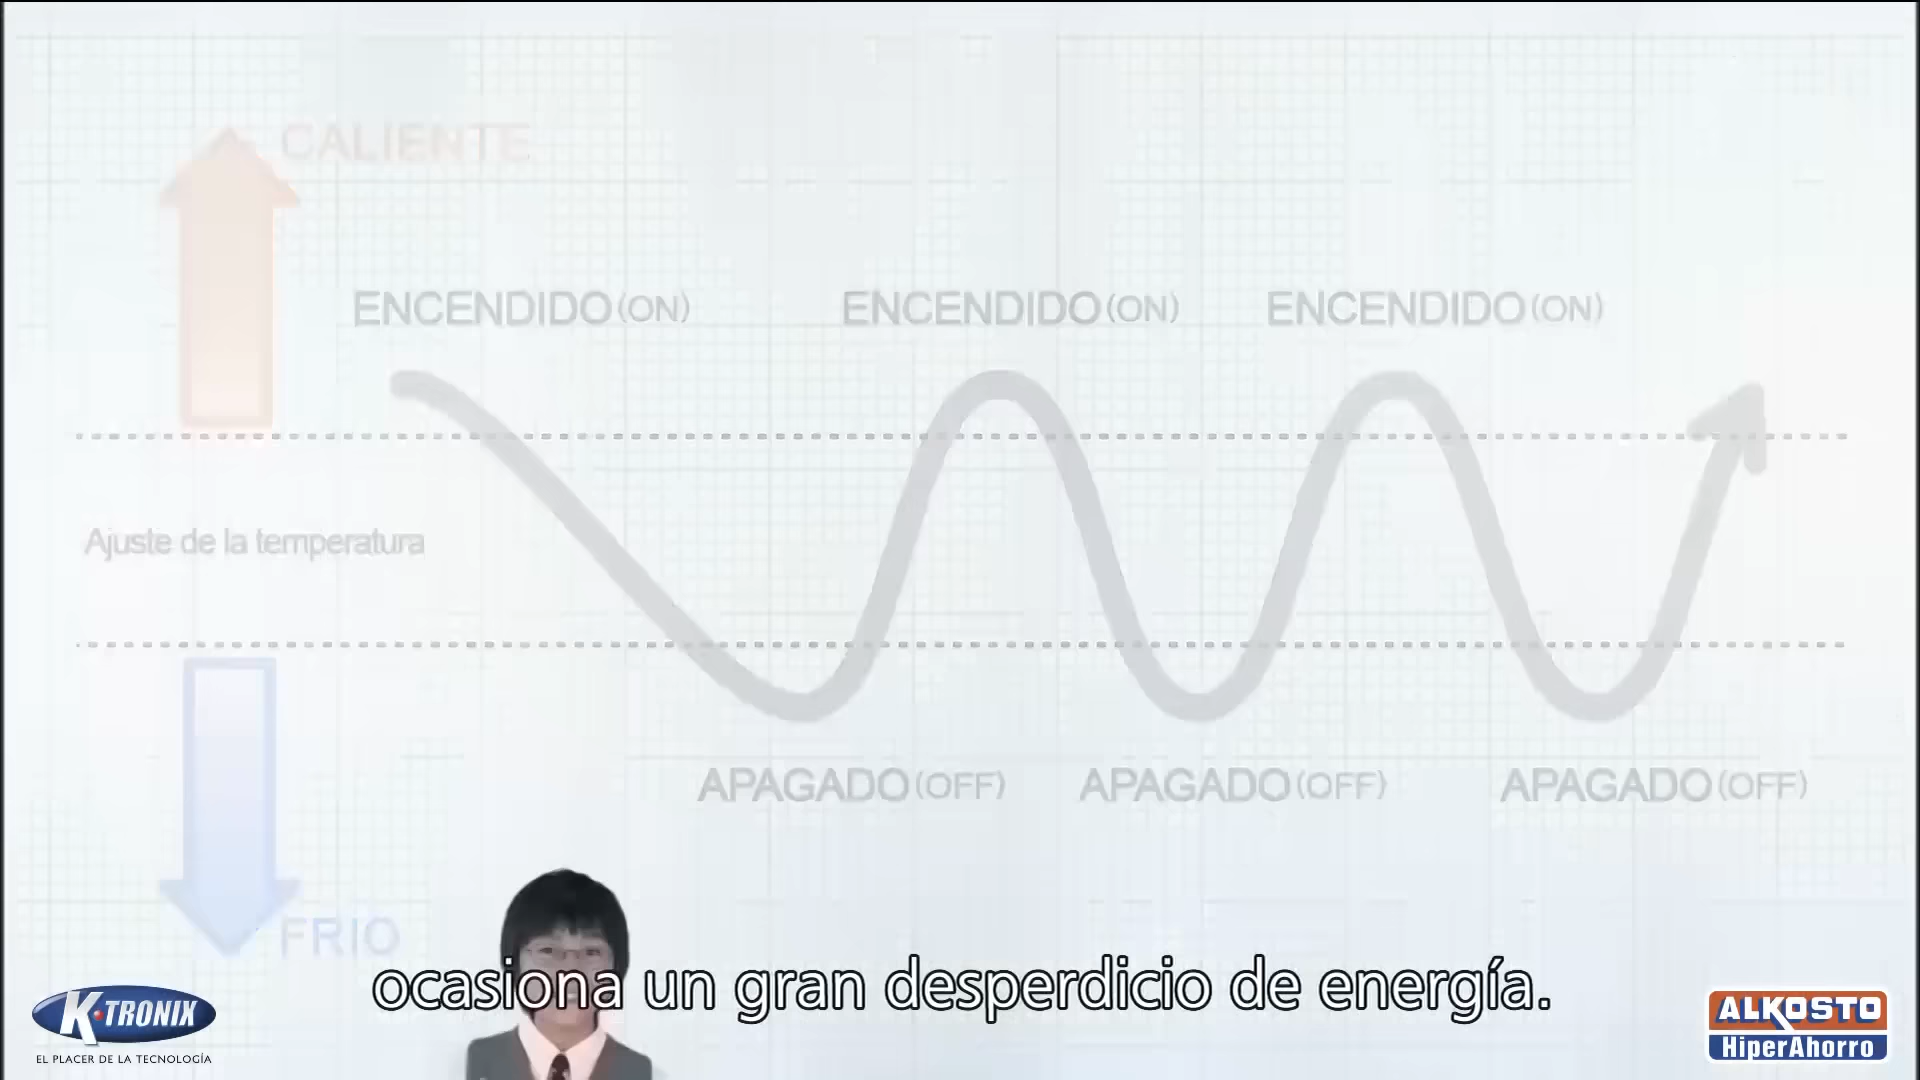 CALIENTE
ENCENDIDO (ON)
ENCENDIDO (ON)
ENCENDIDO (ON)
Ajuste de la temperatura
APAGADO (OFF)
APAGADO (OFF)
APAGADO (OFF)
FRIO
ocasiona un gran desperdicio de energía.
K-TRONIX
EL PLACER DE LA TECNOLOGÍA
ALKOSTO
HiperAhorro